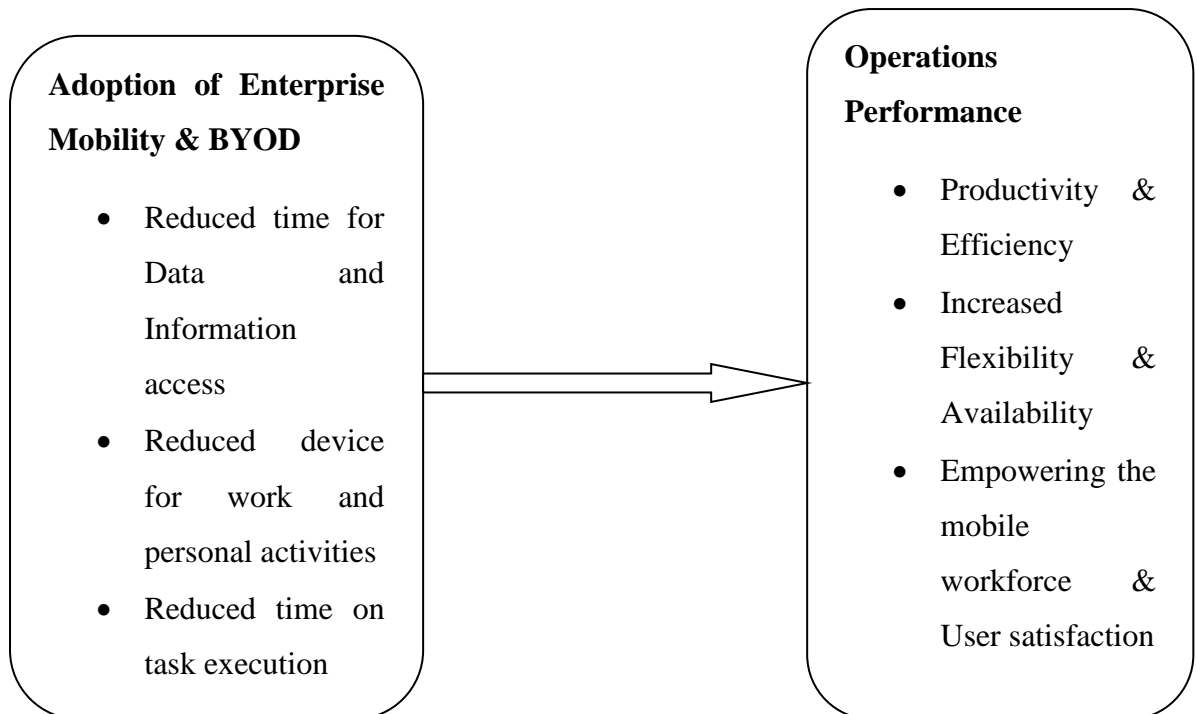 Adoption of Enterprise
Mobility & BYOD
• Reduced time for
Data and
Information
access
• Reduced device
for work and
personal activities
• Reduced time on
task execution
Operations
Performance
• Productivity &
Efficiency
• Increased
Flexibility &
Availability
• Empowering the
mobile
workforce &
User satisfaction